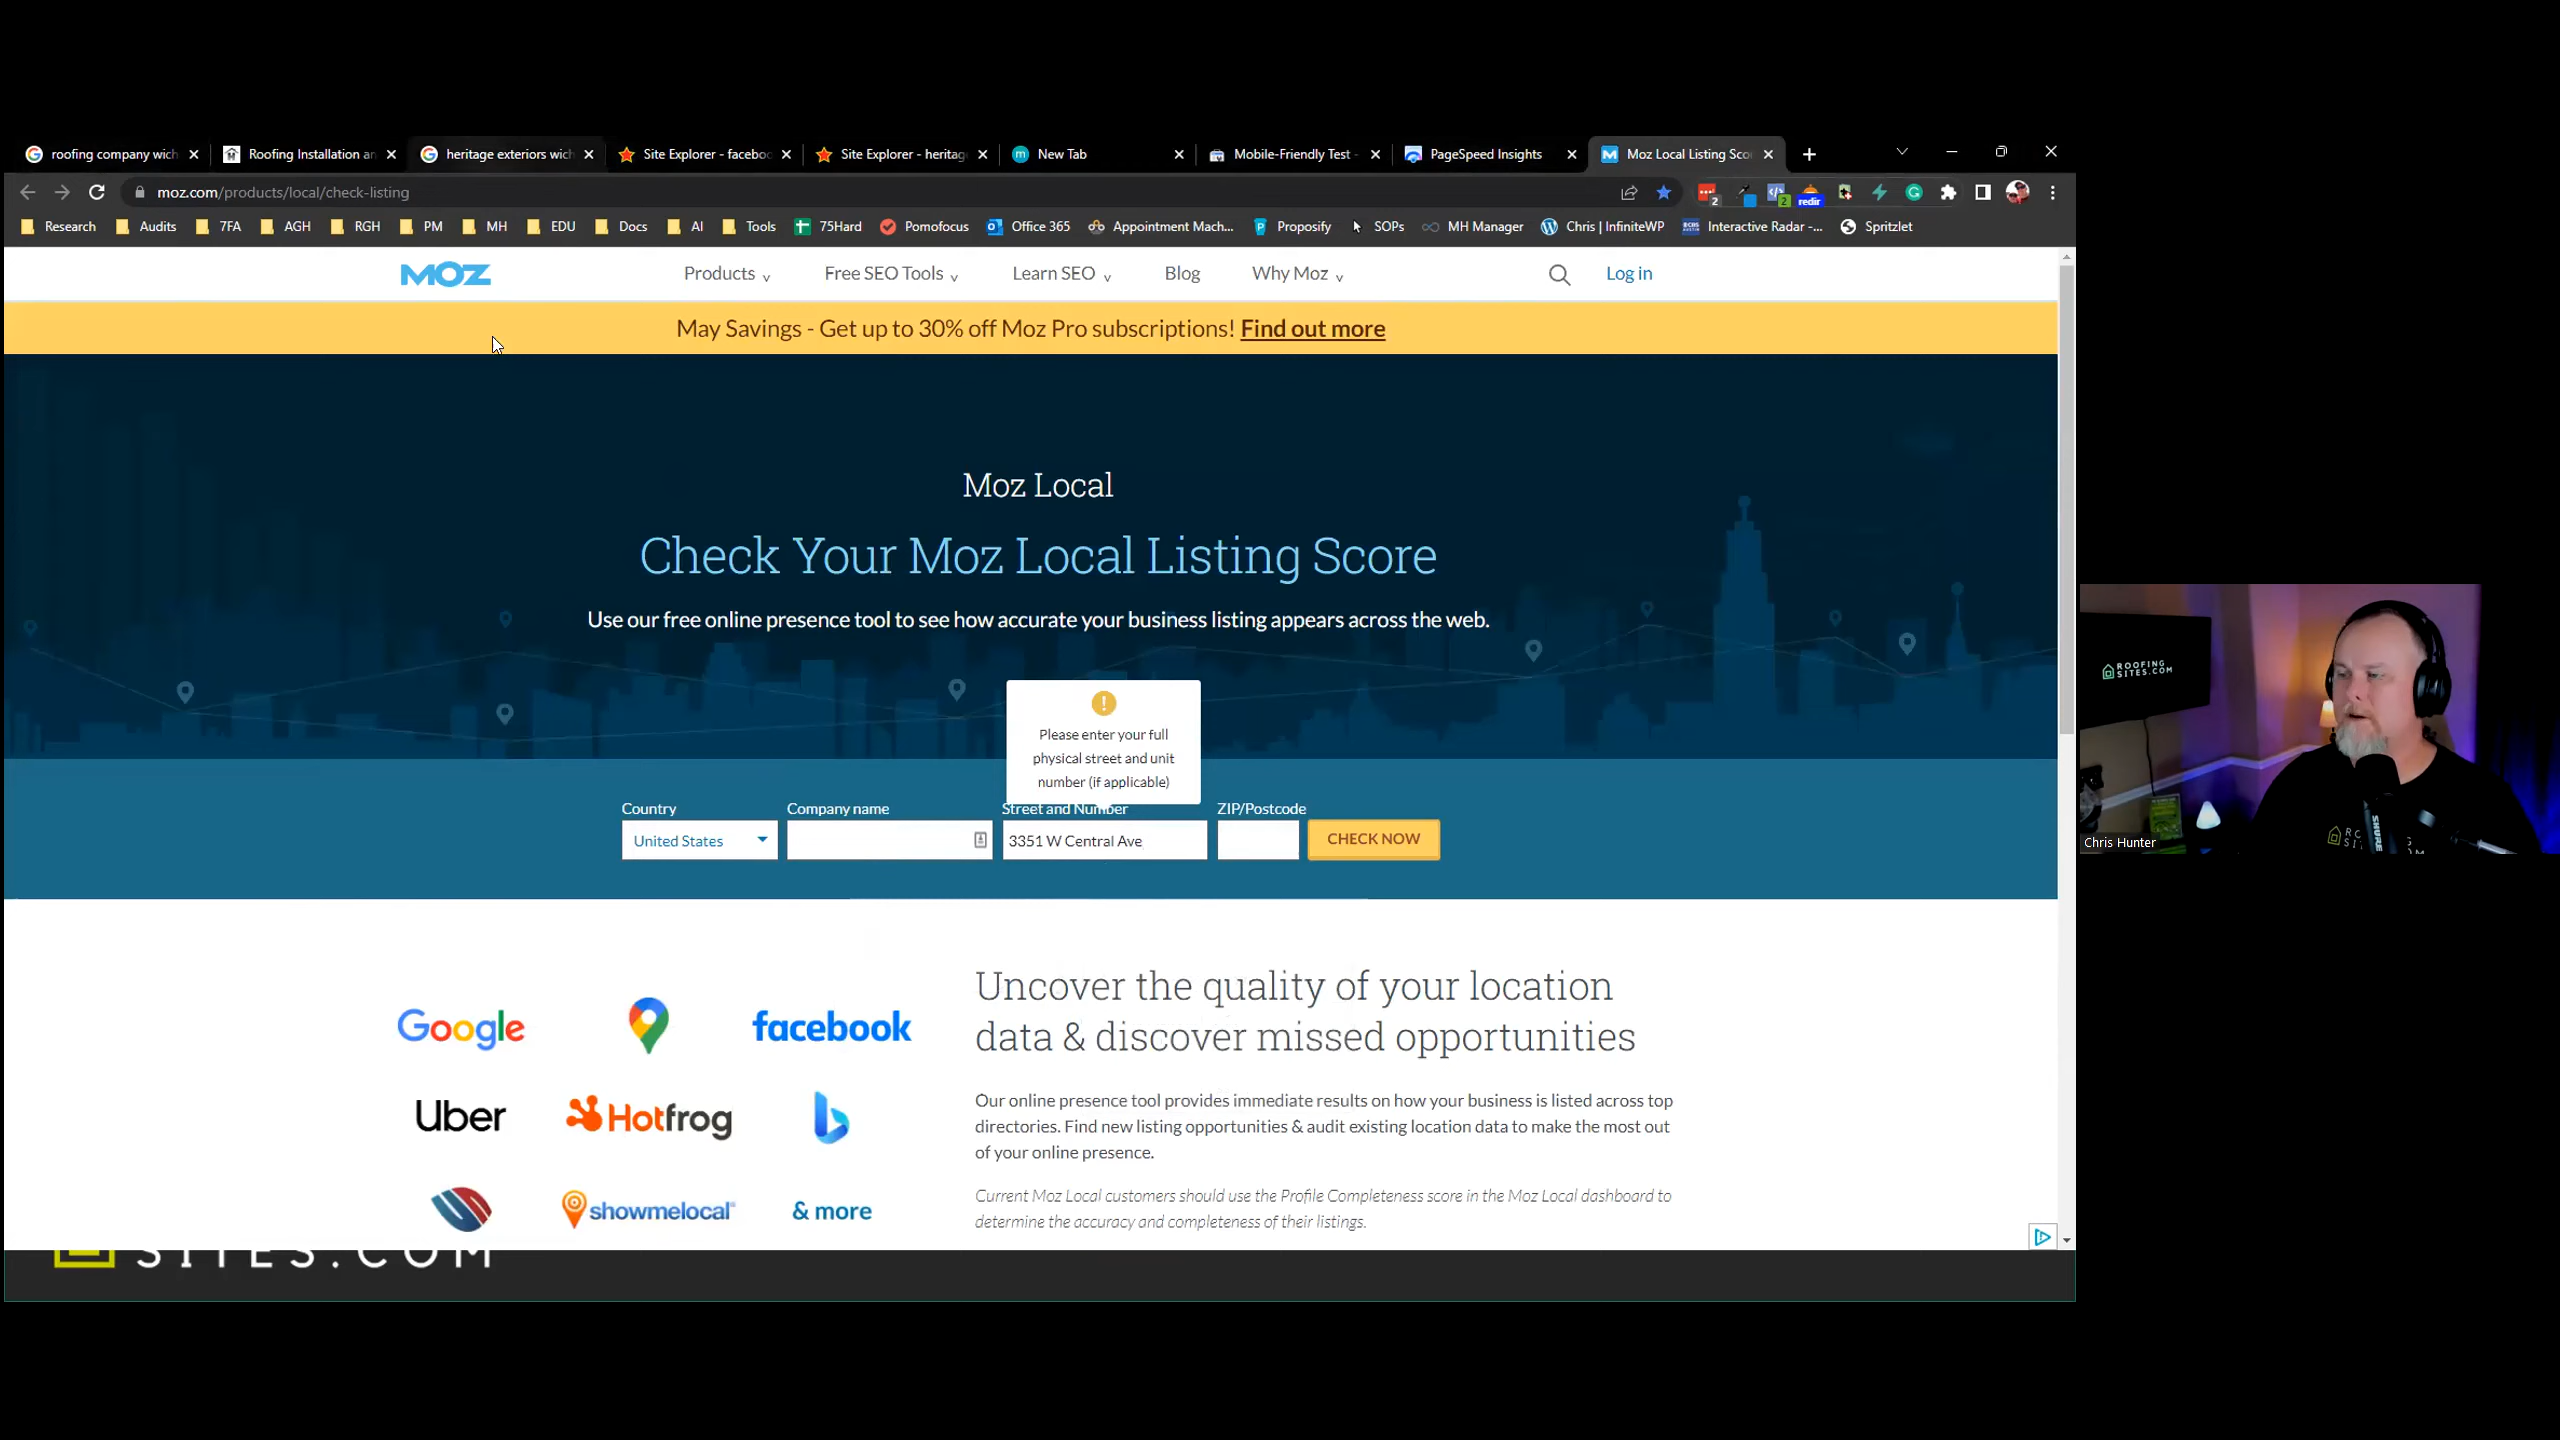 roofing company wich
Roofing Installation an
heritage exteriors wich
Site Explorer - faceboo
Site Explorer - heritag
New Tab
Mobile-Friendly Test -
PageSpeed Insights
Moz Local Listing Sco
moz.com/products/local/check-listing
2
2
redir
Research Audits 7FA AGH RGH PM MH EDU Docs AI Tools 75Hard Pomofocus Office 365 Appointment Mach... Proposify SOPs MH Manager Chris | InfiniteWP Interactive Radar -... Spritzlet
MOZ Products Free SEO Tools Learn SEO Blog Why Moz Log in
May Savings - Get up to 30% off Moz Pro subscriptions! Find out more
Moz Local
Check Your Moz Local Listing Score
Use our free online presence tool to see how accurate your business listing appears across the web.
Please enter your full
physical street and unit
number (if applicable)
Country Company name Street and Number ZIP/Postcode
United States 3351 W Central Ave CHECK NOW
Google facebook
Uber Hotfrog
showmelocal & more
Uncover the quality of your location
data & discover missed opportunities
Our online presence tool provides immediate results on how your business is listed across top
directories. Find new listing opportunities & audit existing location data to make the most out
of your online presence.
Current Moz Local customers should use the Profile Completeness score in the Moz Local dashboard to
determine the accuracy and completeness of their listings.
SITES.COM
ROOFING
SITES.COM
SHURE
Chris Hunter